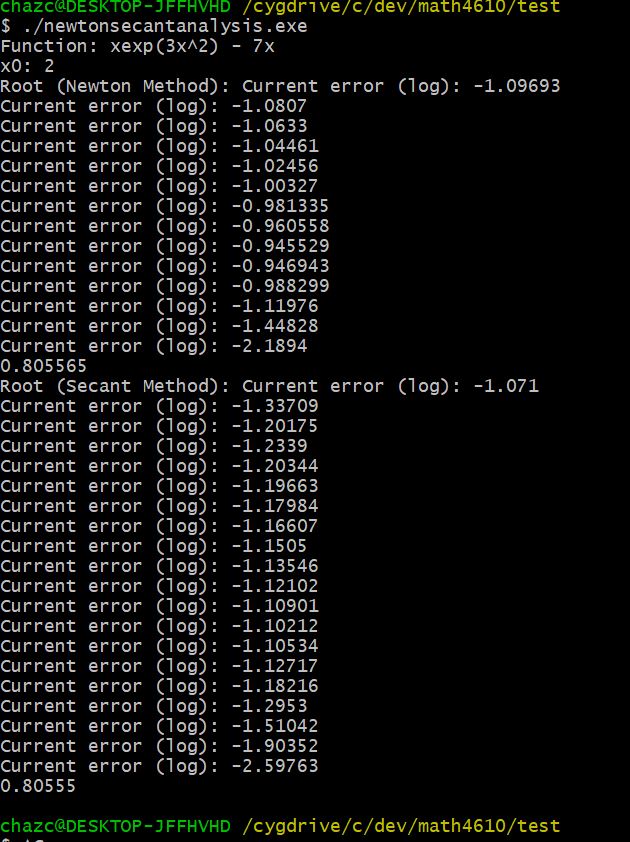 chazc@DESKTOP-JFFHVHD /cygdrive/c/dev/math4610/test
$ ./newtonsecantanalysis.exe
Function: xexp(3x^2) - 7x
x0: 2
Root (Newton Method): Current error (log): -1.09693
Current error (log): -1.0807
Current error (log): -1.0633
Current error (log): -1.04461
Current error (log): -1.02456
Current error (log): -1.00327
Current error (log): -0.981335
Current error (log): -0.960558
Current error (log): -0.945529
Current error (log): -0.946943
Current error (log): -0.988299
Current error (log): -1.11976
Current error (log): -1.44828
Current error (log): -2.1894
0.805565
Root (Secant Method): Current error (log): -1.071
Current error (log): -1.33709
Current error (log): -1.20175
Current error (log): -1.2339
Current error (log): -1.20344
Current error (log): -1.19663
Current error (log): -1.17984
Current error (log): -1.16607
Current error (log): -1.1505
Current error (log): -1.13546
Current error (log): -1.12102
Current error (log): -1.10901
Current error (log): -1.10212
Current error (log): -1.10534
Current error (log): -1.12717
Current error (log): -1.18216
Current error (log): -1.2953
Current error (log): -1.51042
Current error (log): -1.90352
Current error (log): -2.59763
0.80555
chazc@DESKTOP-JFFHVHD /cygdrive/c/dev/math4610/test
$